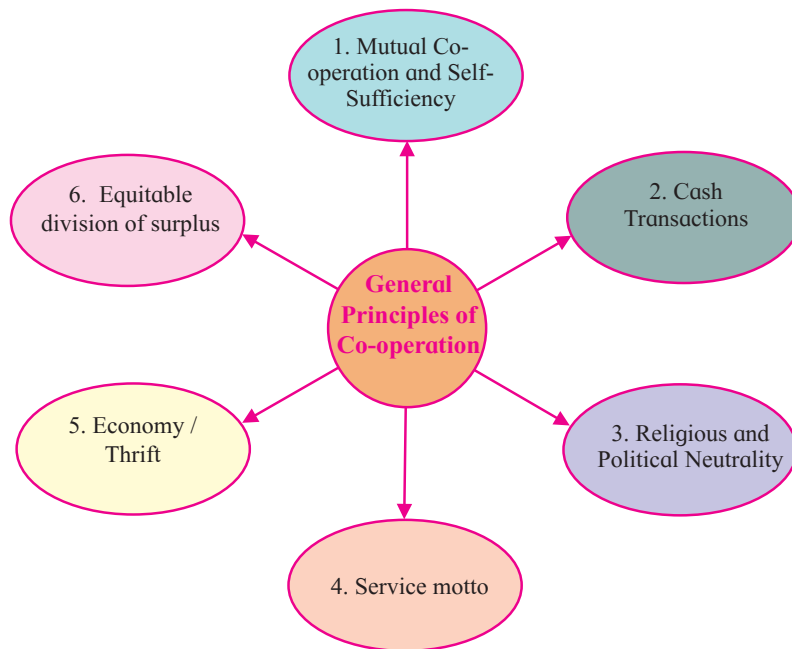 1. Mutual Co-
operation and Self-
Sufficiency
2. Cash
Transactions
3. Religious and
Political Neutrality
4. Service motto
5. Economy /
Thrift
6. Equitable
division of surplus
General
Principles of
Co-operation